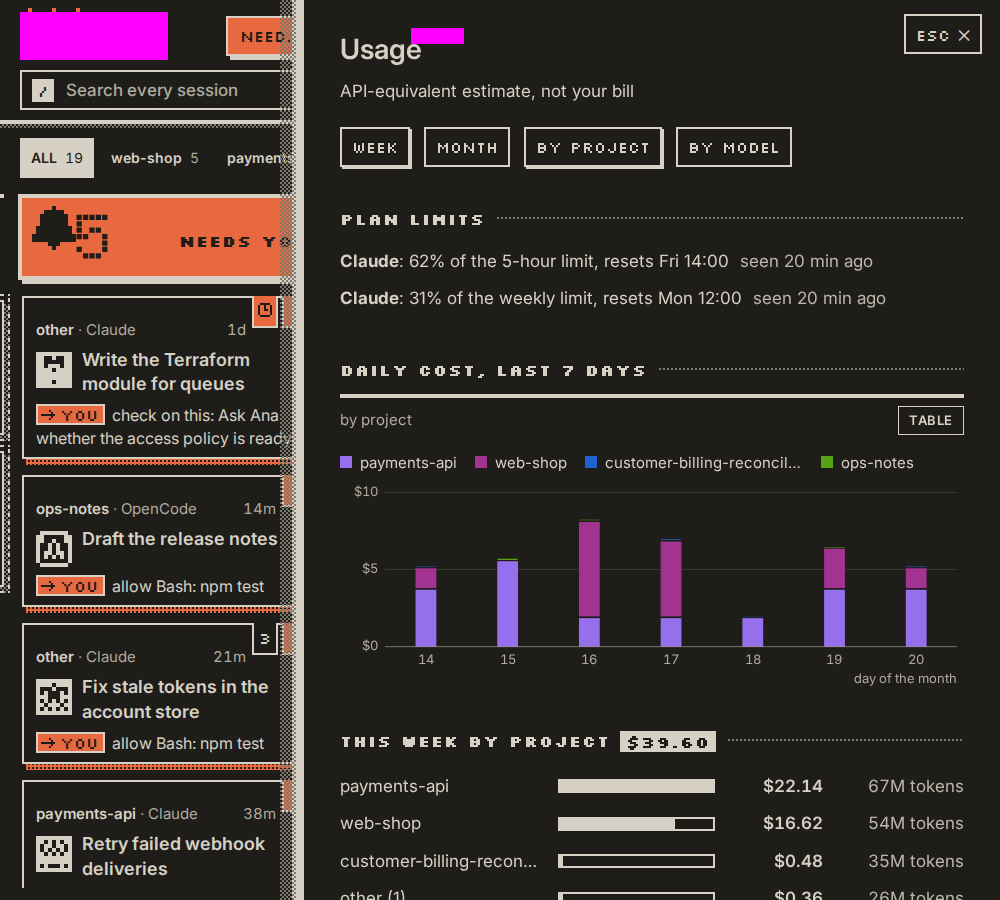 NEED
/ Search every session
ALL 19 web-shop 5 payments
5 NEEDS YO
other · Claude 1d
Write the Terraform
module for queues
→ YOU check on this: Ask Ana
whether the access policy is ready
ops-notes · OpenCode 14m
Draft the release notes
→ YOU allow Bash: npm test
3
other · Claude 21m
Fix stale tokens in the
account store
→ YOU allow Bash: npm test
payments-api · Claude 38m
Retry failed webhook
deliveries
Usage
ESC ×
API-equivalent estimate, not your bill
WEEK MONTH BY PROJECT BY MODEL
PLAN LIMITS
Claude: 62% of the 5-hour limit, resets Fri 14:00 seen 20 min ago
Claude: 31% of the weekly limit, resets Mon 12:00 seen 20 min ago
DAILY COST, LAST 7 DAYS
by project TABLE
payments-api web-shop customer-billing-reconcil... ops-notes
$10
$5
$0
14 15 16 17 18 19 20
day of the month
THIS WEEK BY PROJECT $39.60
payments-api $22.14 67M tokens
web-shop $16.62 54M tokens
customer-billing-recon... $0.48 35M tokens
other (1) $0.36 26M tokens